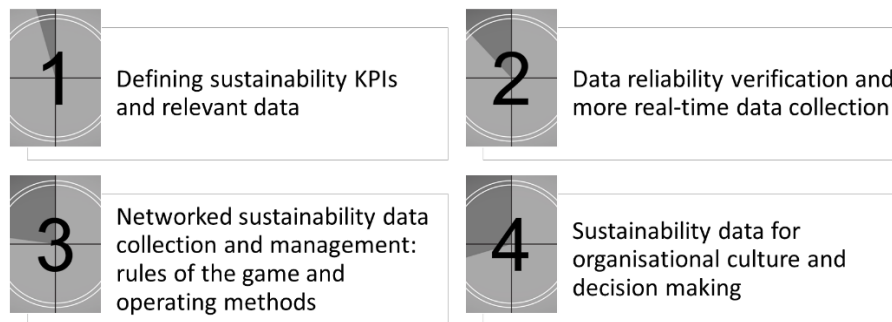 1
Defining sustainability KPIs
and relevant data
2
Data reliability verification and
more real-time data collection
3
Networked sustainability data
collection and management:
rules of the game and
operating methods
4
Sustainability data for
organisational culture and
decision making